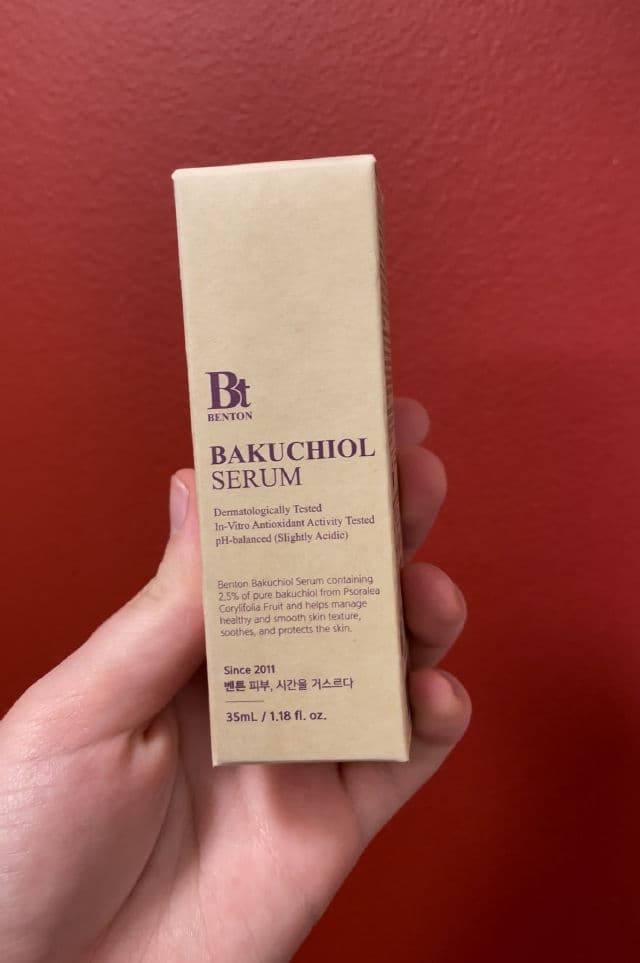 Bt
BENTON
BAKUCHIOL
SERUM
Dermatologically Tested
In-Vitro Antioxidant Activity Tested
pH-balanced (Slightly Acidic)
Benton Bakuchiol Serum containing
2.5% of pure bakuchiol from Psoralea
Corylifolia Fruit and helps manage
healthy and smooth skin texture,
soothes, and protects the skin.
Since 2011
벤튼 피부, 시간을 거스르다
35mL / 1.18 fl. oz.